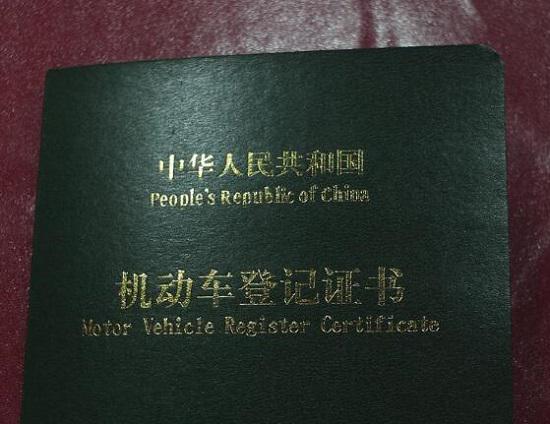 中华人民共和国
People's Republic of China
机动车登记证书
Motor Vehicle Register Certificate